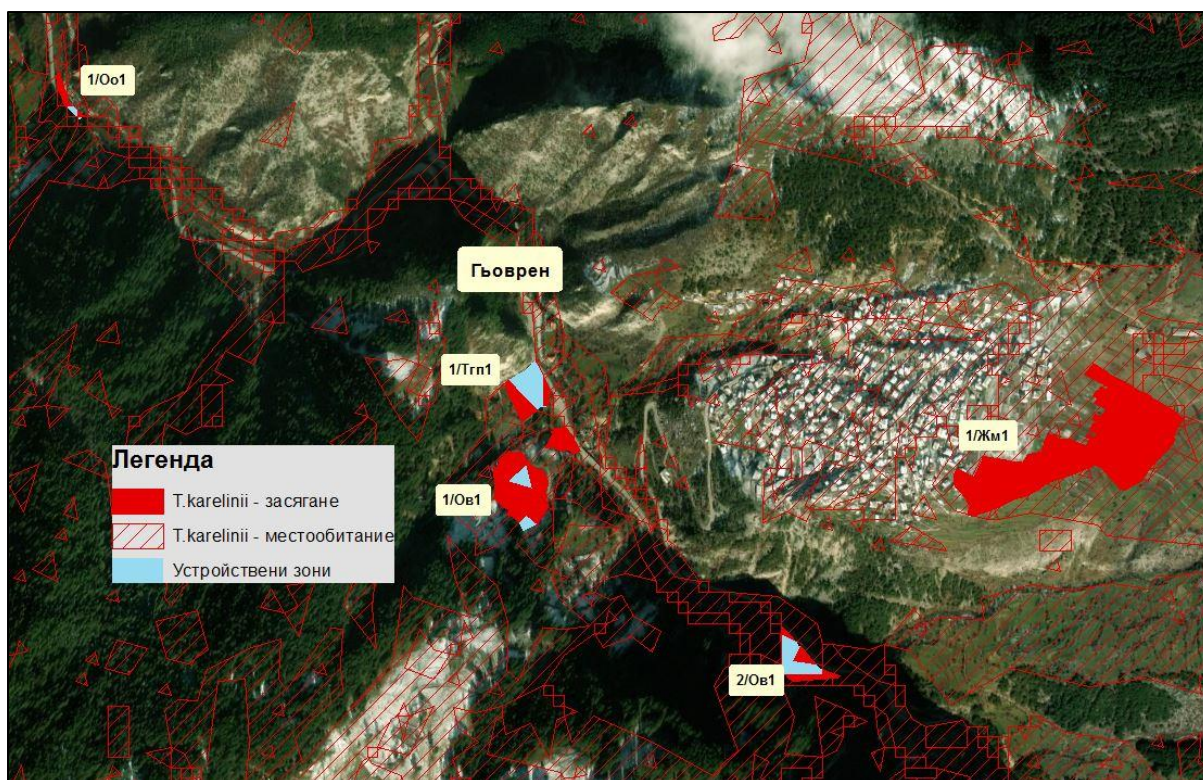 1/Оо1
Гьоврен
1/Тгп1
1/Жм1
1/Ов1
2/Ов1
Легенда
T.karelinii - засягане
T.karelinii - местообитание
Устройствени зони